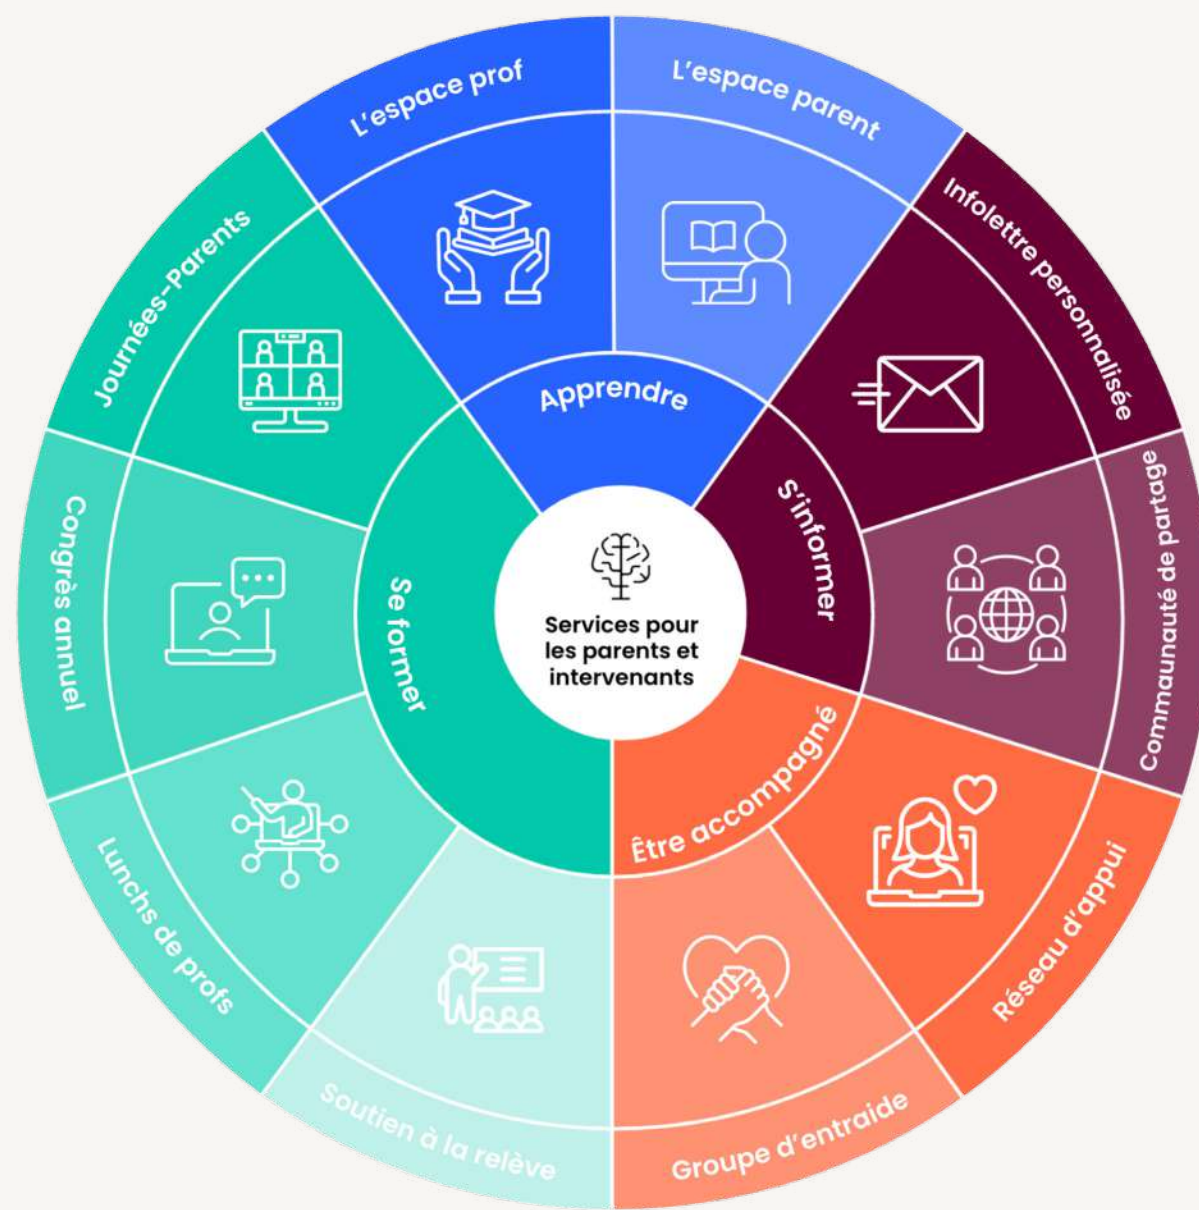 L'espace prof
L'espace parent
Infolettre personnalisée
Communauté de partage
Réseau d'appui
Groupe d'entraide
Soutien à la relève
Lunchs de profs
Congrès annuel
Journées-Parents
Apprendre
S'informer
Être accompagné
Se former
Services pour
les parents et
intervenants